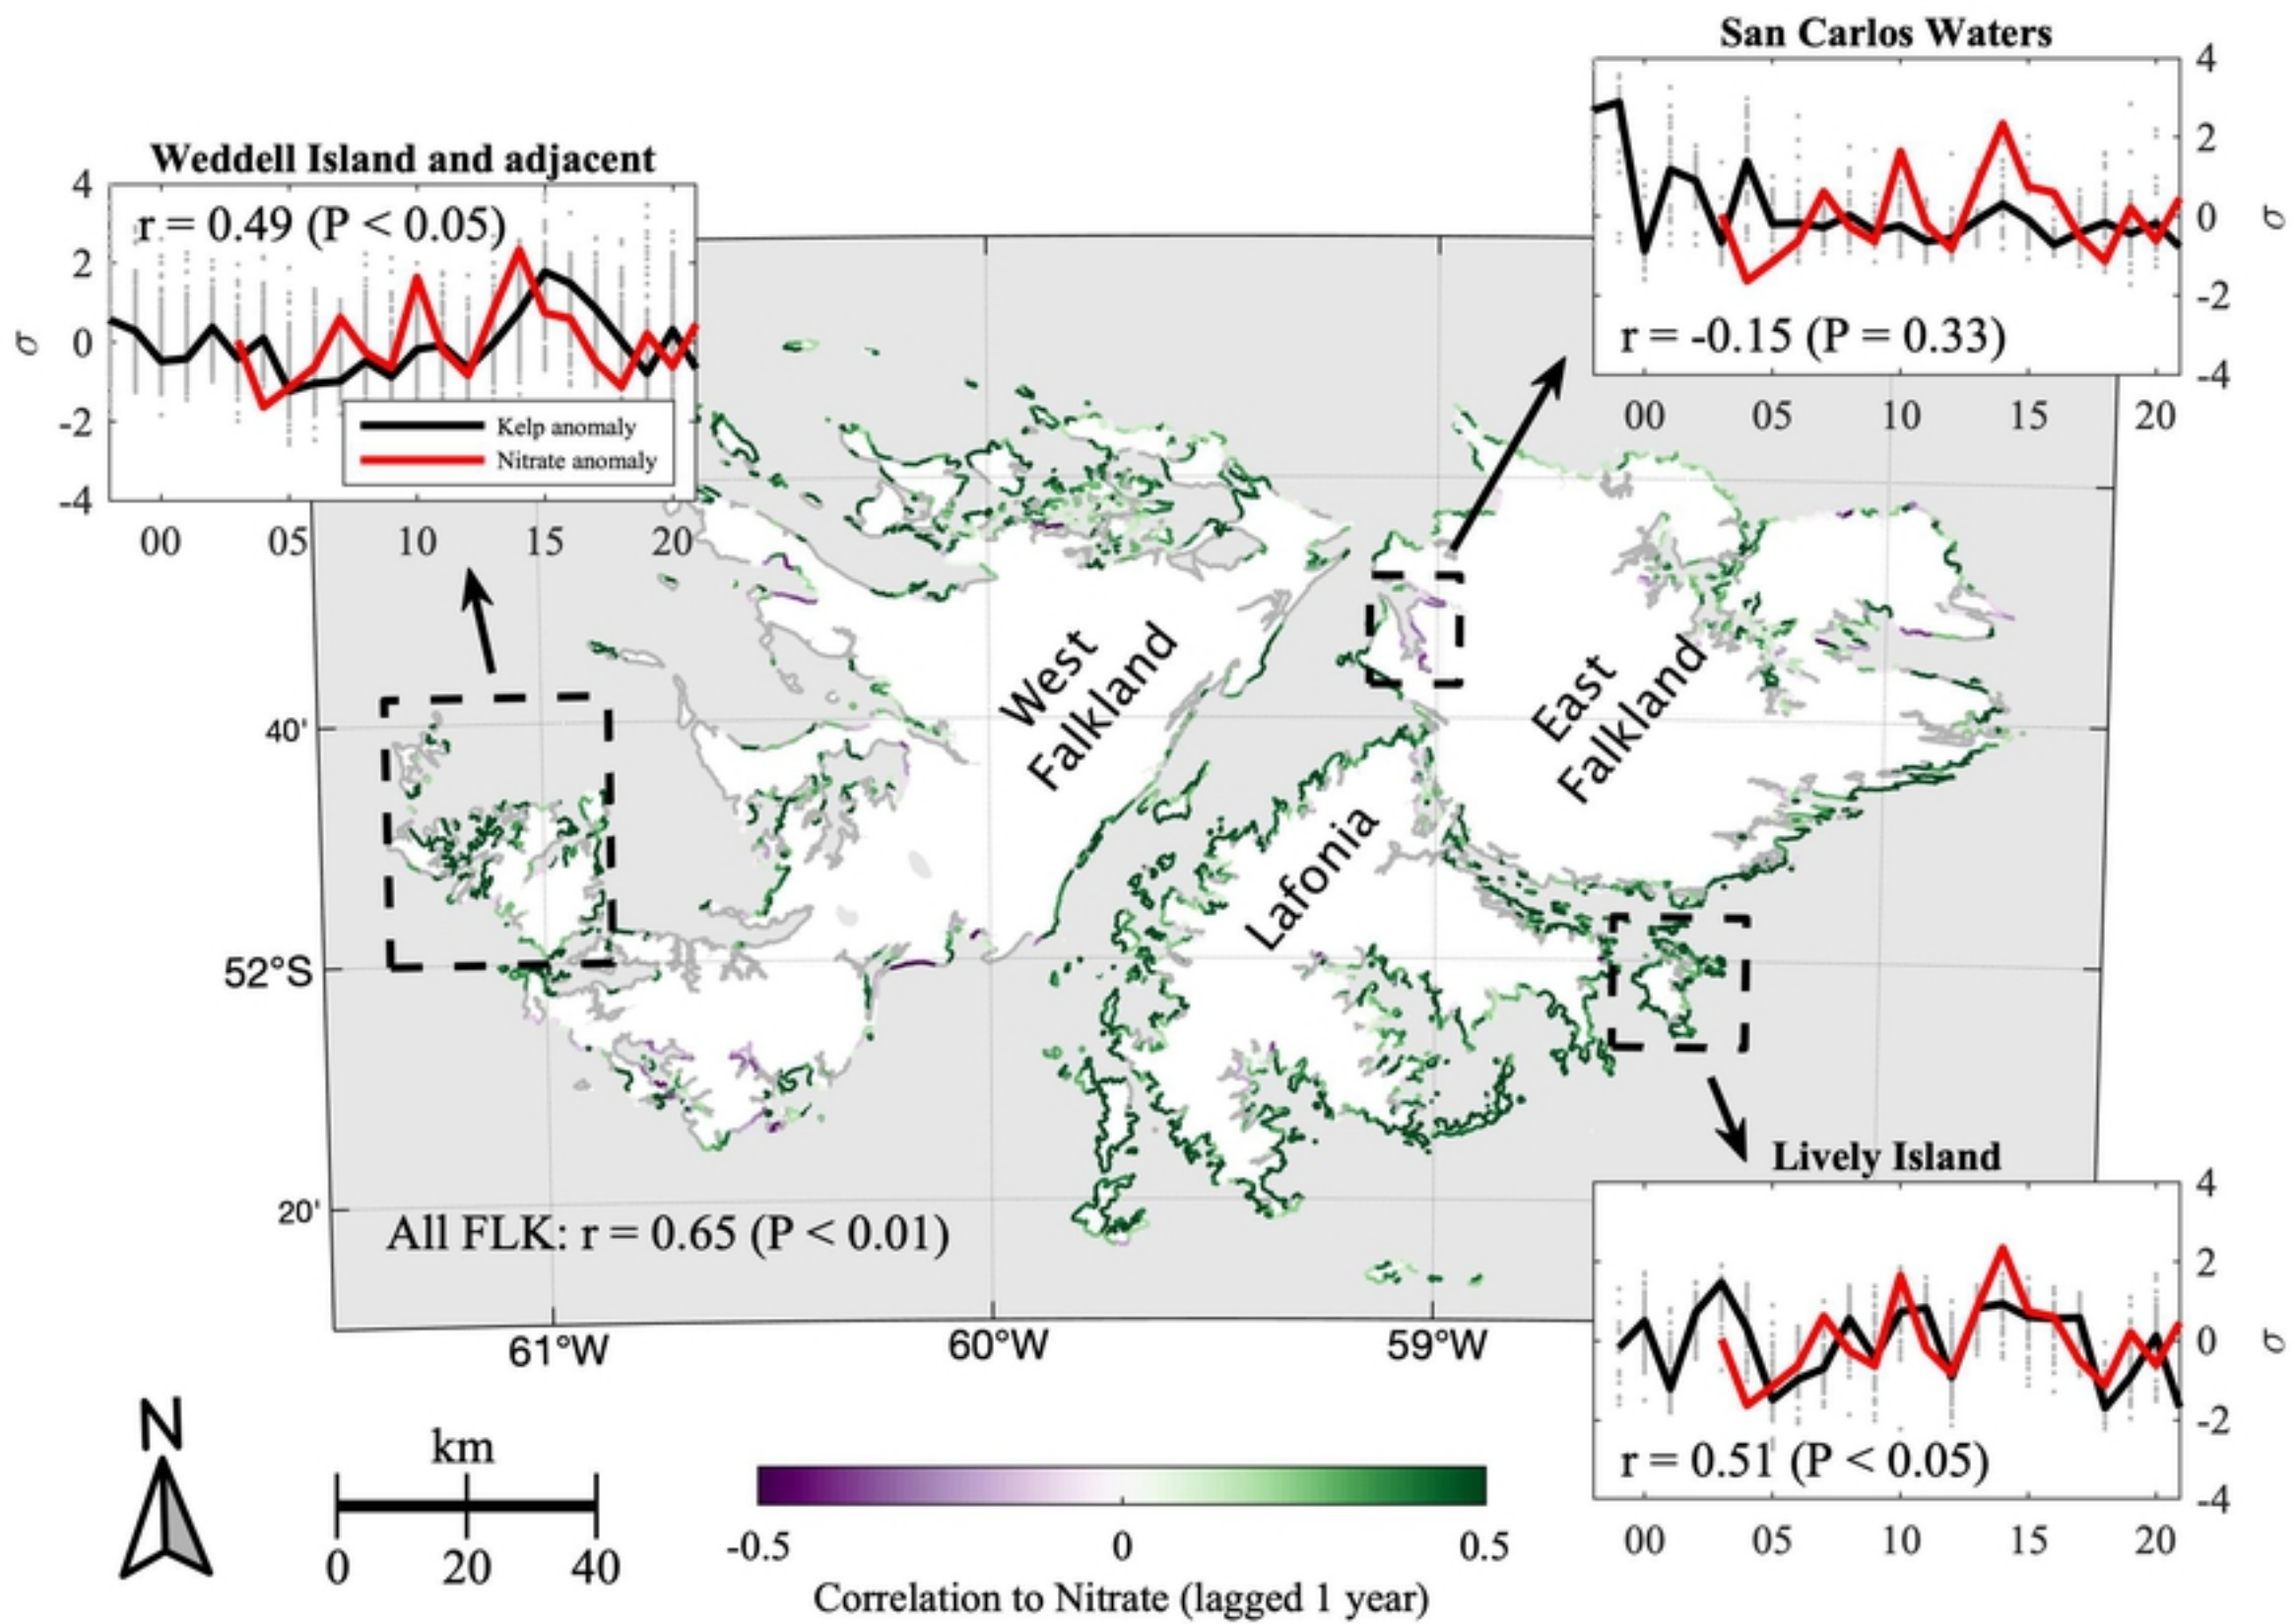 San Carlos Waters
4
2
0
-2
-4
σ
r = -0.15 (P = 0.33)
00 05 10 15 20
Weddell Island and adjacent
4
2
0
-2
-4
σ
r = 0.49 (P < 0.05)
Kelp anomaly
Nitrate anomaly
00 05 10 15 20
West
Falkland
East
Falkland
Lafonia
40'
52°S
20'
All FLK: r = 0.65 (P < 0.01)
61°W 60°W 59°W
Lively Island
4
2
0
-2
-4
σ
r = 0.51 (P < 0.05)
00 05 10 15 20
N
km
0 20 40
-0.5 0 0.5
Correlation to Nitrate (lagged 1 year)